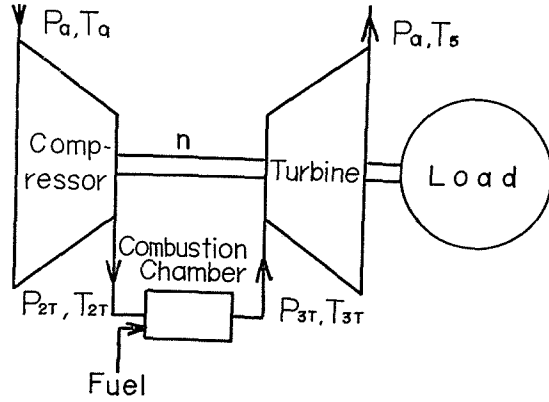 Pa,Ta
Pa,T5
Comp-
ressor
n
Turbine
Load
Combustion
Chamber
P2T,T2T
P3T,T3T
Fuel